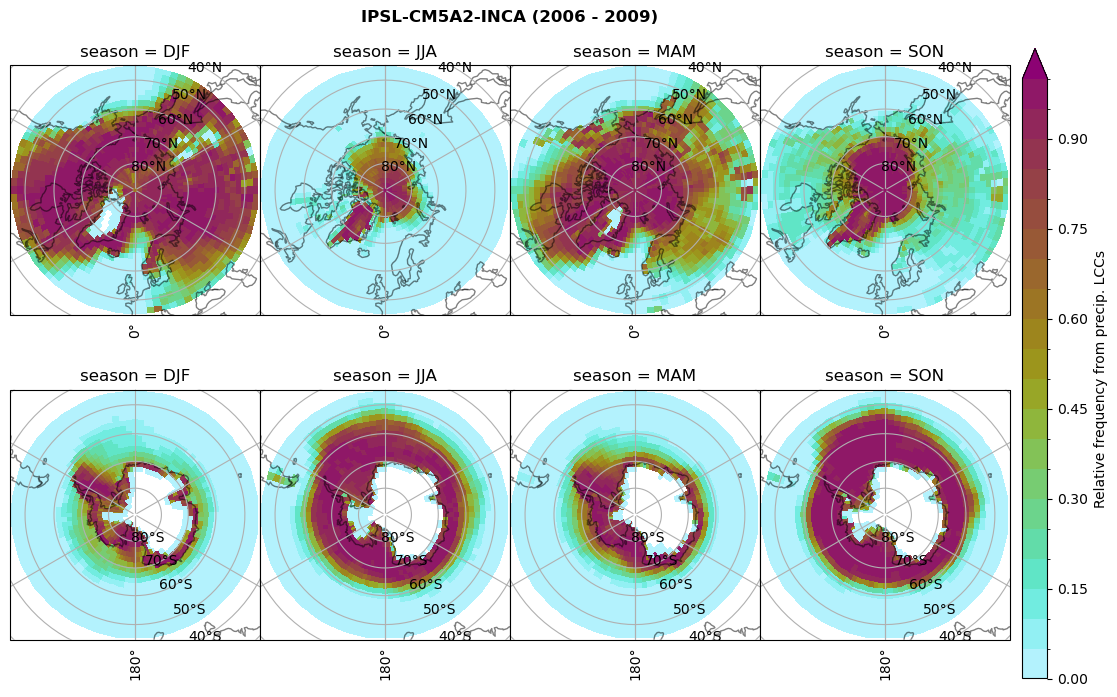 IPSL-CM5A2-INCA (2006 - 2009)
season = DJF
season = JJA
season = MAM
season = SON
40°N
50°N
60°N
70°N
80°N
0°
40°N
50°N
60°N
70°N
80°N
0°
40°N
50°N
60°N
70°N
80°N
0°
40°N
50°N
60°N
70°N
80°N
0°
season = DJF
season = JJA
season = MAM
season = SON
80°S
70°S
60°S
50°S
40°S
180°
80°S
70°S
60°S
50°S
40°S
180°
80°S
70°S
60°S
50°S
40°S
180°
80°S
70°S
60°S
50°S
40°S
180°
0.90
0.75
0.60
0.45
0.30
0.15
0.00
Relative frequency from precip. LCCs